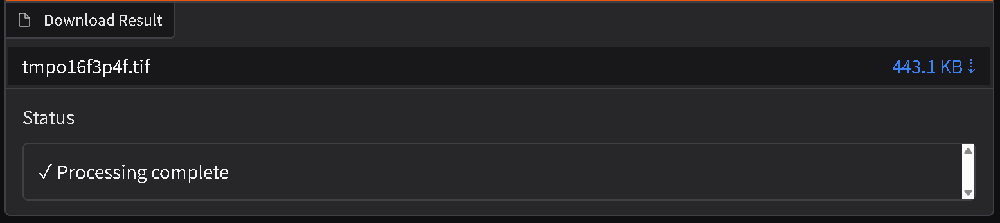 Download Result
tmpo16f3p4f.tif 443.1 KB ⇣
Status
✓ Processing complete